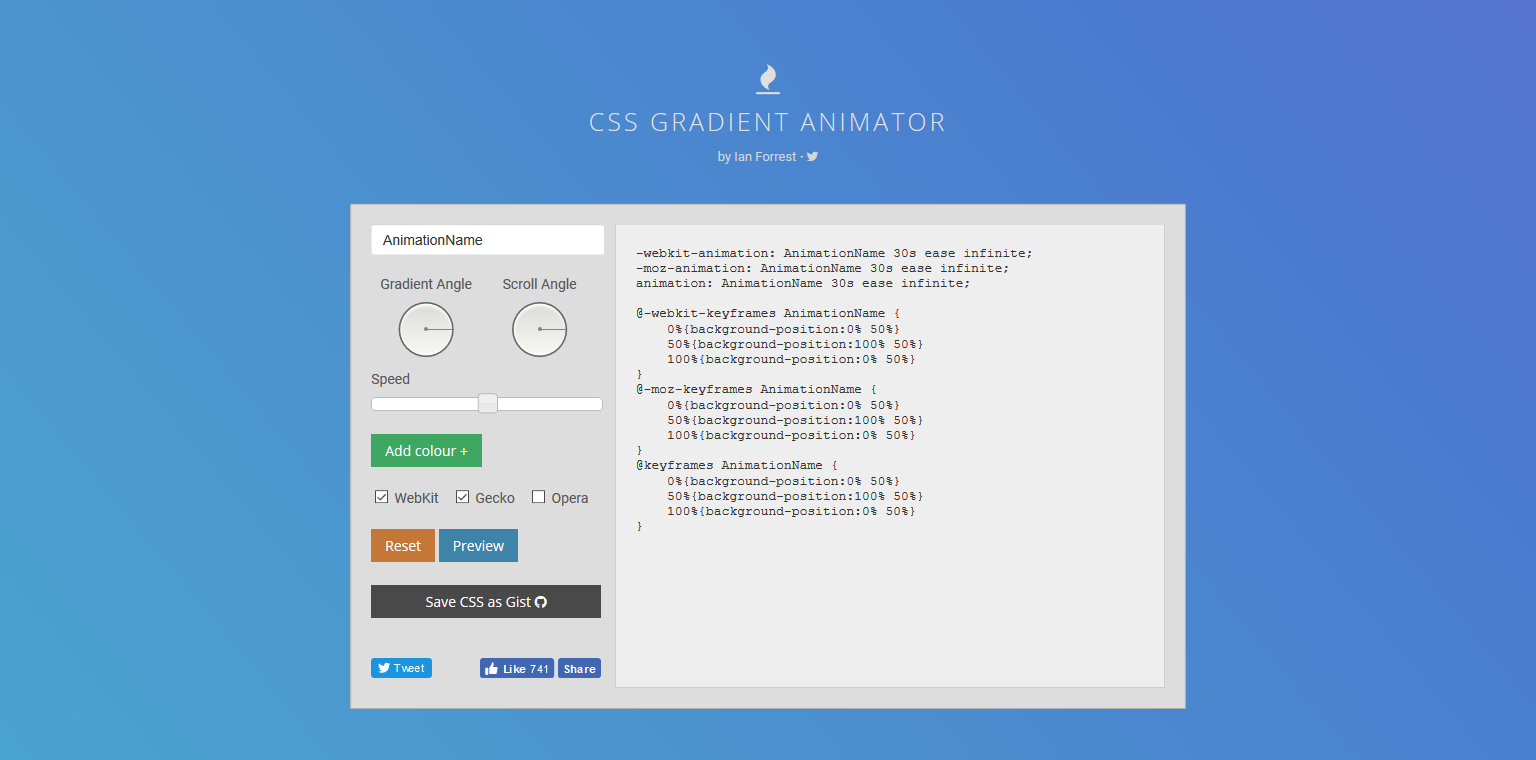 CSS GRADIENT ANIMATOR
by Ian Forrest -
AnimationName
Gradient Angle Scroll Angle
Speed
Add colour +
WebKit Gecko Opera
Reset Preview
Save CSS as Gist
Tweet Like 741 Share
-webkit-animation: AnimationName 30s ease infinite;
-moz-animation: AnimationName 30s ease infinite;
animation: AnimationName 30s ease infinite;
@-webkit-keyframes AnimationName {
    0%{background-position:0% 50%}
    50%{background-position:100% 50%}
    100%{background-position:0% 50%}
}
@-moz-keyframes AnimationName {
    0%{background-position:0% 50%}
    50%{background-position:100% 50%}
    100%{background-position:0% 50%}
}
@keyframes AnimationName {
    0%{background-position:0% 50%}
    50%{background-position:100% 50%}
    100%{background-position:0% 50%}
}